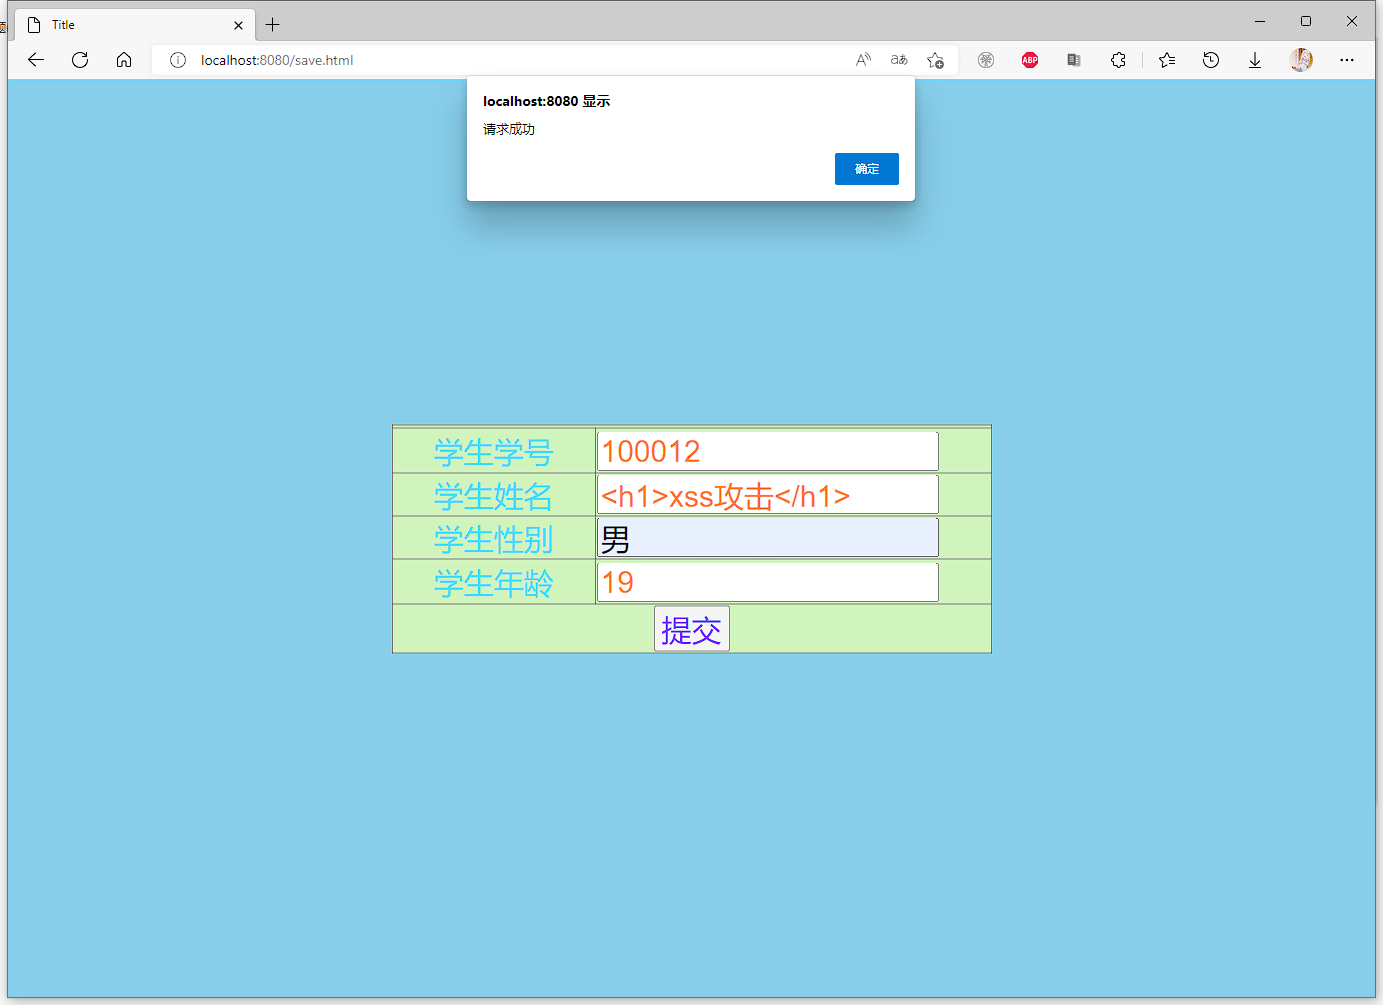 Title
localhost:8080/save.html
ABP
localhost:8080 显示
请求成功
确定
学生学号 100012
学生姓名 <h1>xss攻击</h1>
学生性别 男
学生年龄 19
提交